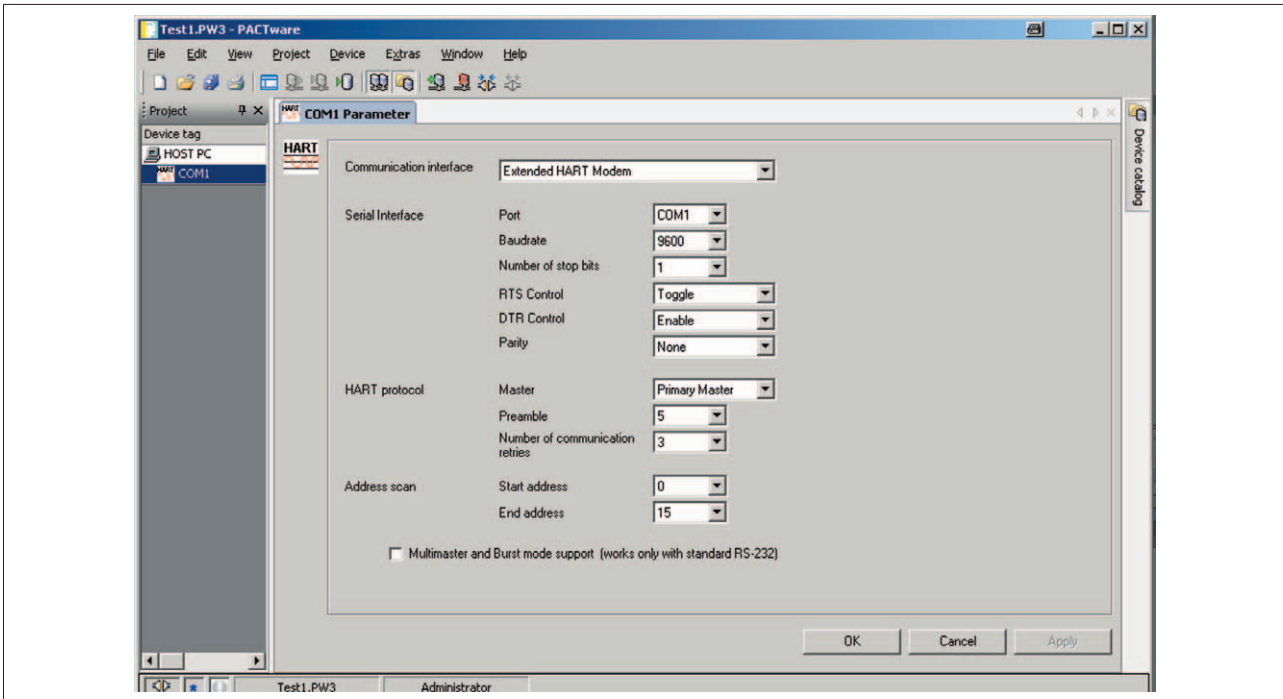 Test1.PW3 - PACTware
File Edit View Project Device Extras Window Help
Project
Device tag
HOST PC
HART COM1
HART COM1 Parameter
Device catalog
HART
Communication interface Extended HART Modem
Serial Interface Port COM1
Baudrate 9600
Number of stop bits 1
RTS Control Toggle
DTR Control Enable
Parity None
HART protocol Master Primary Master
Preamble 5
Number of communication retries 3
Address scan Start address 0
End address 15
Multimaster and Burst mode support (works only with standard RS-232)
OK Cancel Apply
Test1.PW3 Administrator